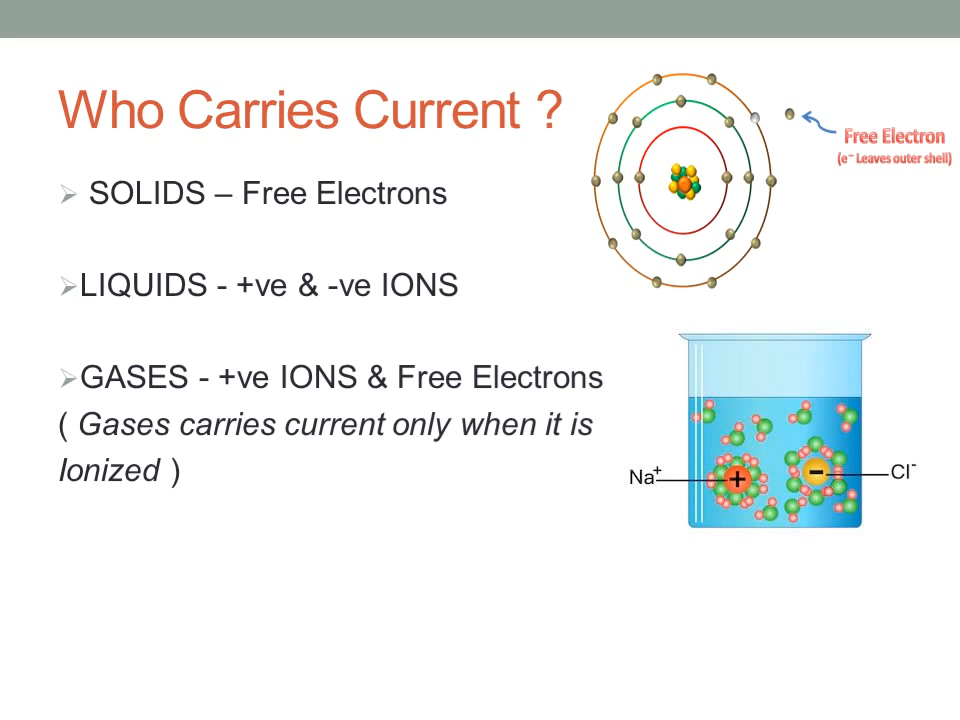 Who Carries Current ?
Free Electron
(e⁻ Leaves outer shell)
➢ SOLIDS – Free Electrons
➢LIQUIDS - +ve & -ve IONS
➢GASES - +ve IONS & Free Electrons
( Gases carries current only when it is
Ionized )
Na⁺
+
-
Cl⁻